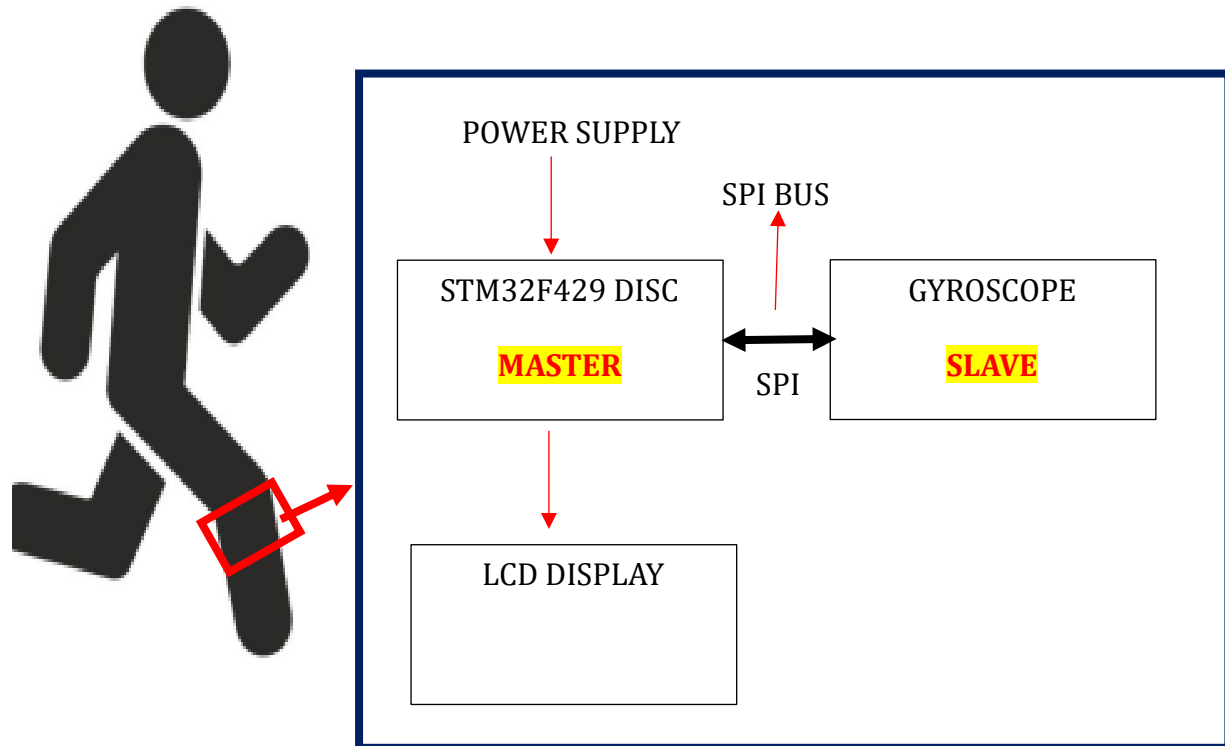 POWER SUPPLY
SPI BUS
STM32F429 DISC
MASTER
GYROSCOPE
SLAVE
SPI
LCD DISPLAY